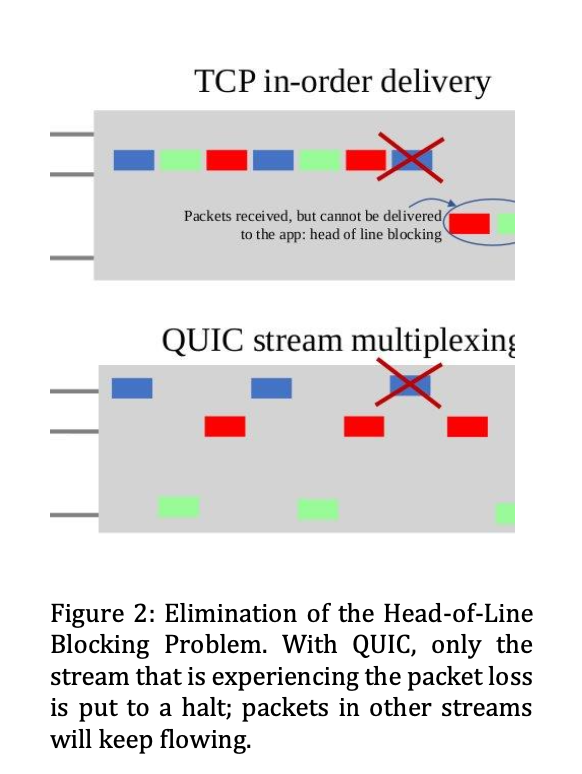 TCP in-order delivery
Packets received, but cannot be delivered
to the app: head of line blocking
QUIC stream multiplexing
Figure 2: Elimination of the Head-of-Line
Blocking Problem. With QUIC, only the
stream that is experiencing the packet loss
is put to a halt; packets in other streams
will keep flowing.